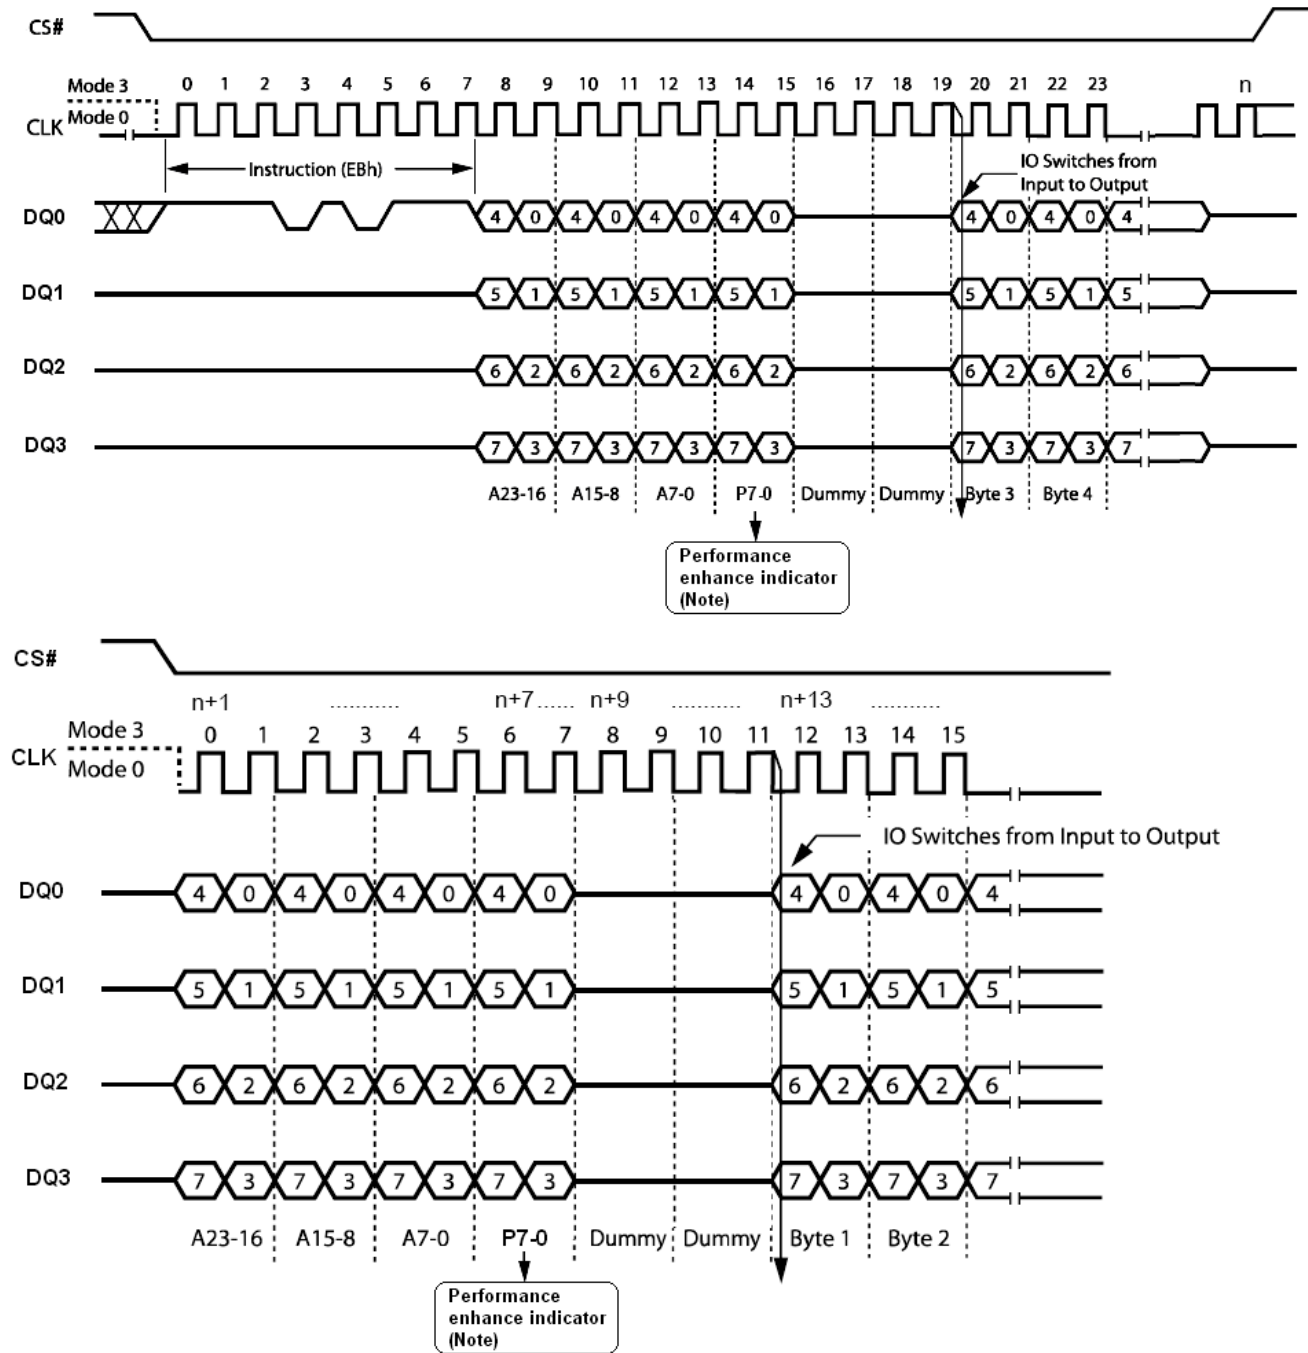 CS#
0 1 2 3 4 5 6 7 8 9 10 11 12 13 14 15 16 17 18 19 20 21 22 23 n
Mode 3
Mode 0
CLK
Instruction (EBh)
IO Switches from
Input to Output
DQ0 4 0 4 0 4 0 4 0 4 0 4 0 4
DQ1 5 1 5 1 5 1 5 1 5 1 5 1 5
DQ2 6 2 6 2 6 2 6 2 6 2 6 2 6
DQ3 7 3 7 3 7 3 7 3 7 3 7 3 7
A23-16 A15-8 A7-0 P7-0 Dummy Dummy Byte 3 Byte 4
Performance
enhance indicator
(Note)
CS#
n+1 ............ n+7 ...... n+9 ............ n+13 ............
0 1 2 3 4 5 6 7 8 9 10 11 12 13 14 15
Mode 3
CLK
Mode 0
IO Switches from Input to Output
DQ0 4 0 4 0 4 0 4 0 4 0 4 0 4
DQ1 5 1 5 1 5 1 5 1 5 1 5 1 5
DQ2 6 2 6 2 6 2 6 2 6 2 6 2 6
DQ3 7 3 7 3 7 3 7 3 7 3 7 3 7
A23-16 A15-8 A7-0 P7-0 Dummy Dummy Byte 1 Byte 2
Performance
enhance indicator
(Note)